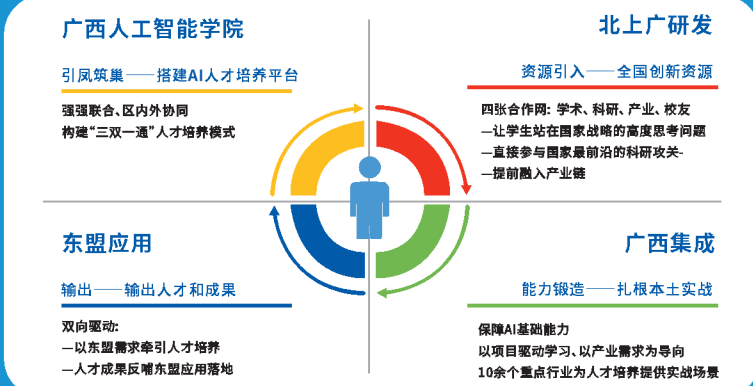 广西人工智能学院
引凤筑巢——搭建AI人才培养平台
强强联合、区内外协同
构建“三双一通”人才培养模式
北上广研发
资源引入——全国创新资源
四张合作网: 学术、科研、产业、校友
—让学生站在国家战略的高度思考问题
—直接参与国家最前沿的科研攻关-
—提前融入产业链
东盟应用
输出——输出人才和成果
双向驱动:
—以东盟需求牵引人才培养
—人才成果反哺东盟应用落地
广西集成
能力锻造——扎根本土实战
保障AI基础能力
以项目驱动学习、以产业需求为导向
10余个重点行业为人才培养提供实战场景